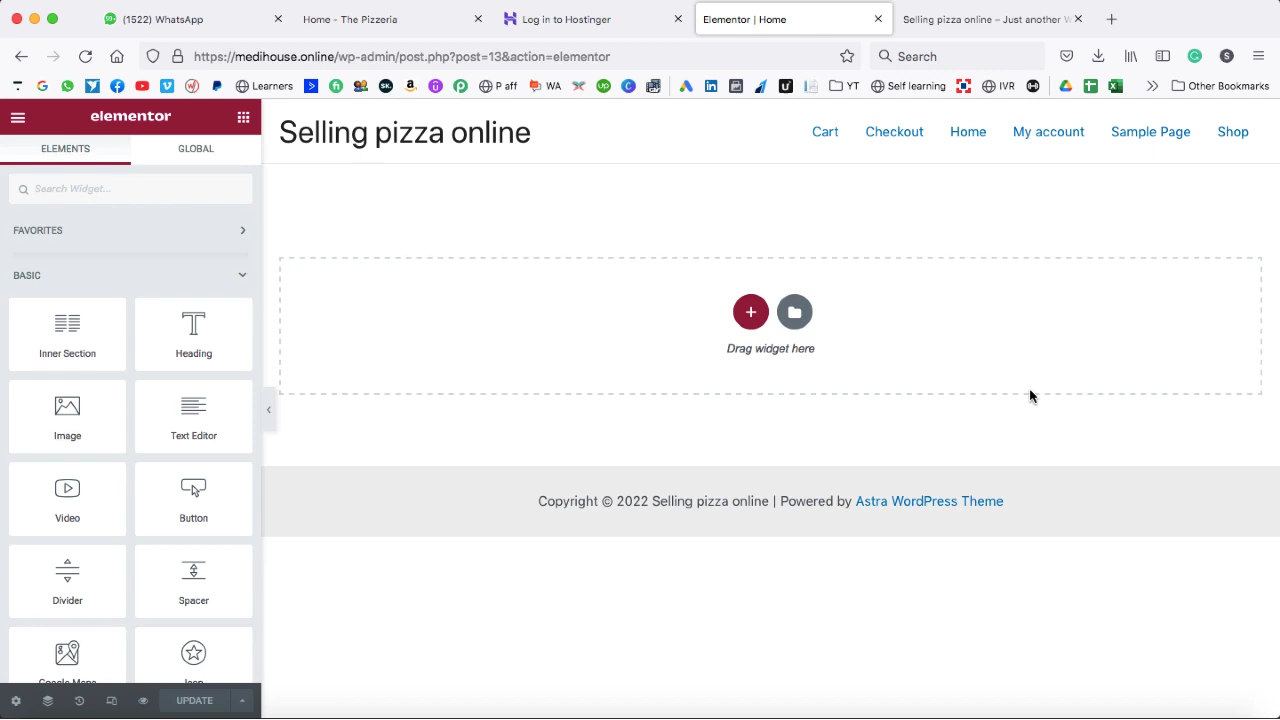 (1522) WhatsApp
Home - The Pizzeria
Log in to Hostinger
Elementor | Home
Selling pizza online – Just another W
https://medihouse.online/wp-admin/post.php?post=13&action=elementor
Search
Learners
P aff
WA
YT
Self learning
IVR
Other Bookmarks
elementor
ELEMENTS
GLOBAL
Search Widget...
FAVORITES
BASIC
Inner Section
Heading
Image
Text Editor
Video
Button
Divider
Spacer
Google Maps
Icon
UPDATE
Selling pizza online
Cart
Checkout
Home
My account
Sample Page
Shop
Drag widget here
Copyright © 2022 Selling pizza online | Powered by Astra WordPress Theme